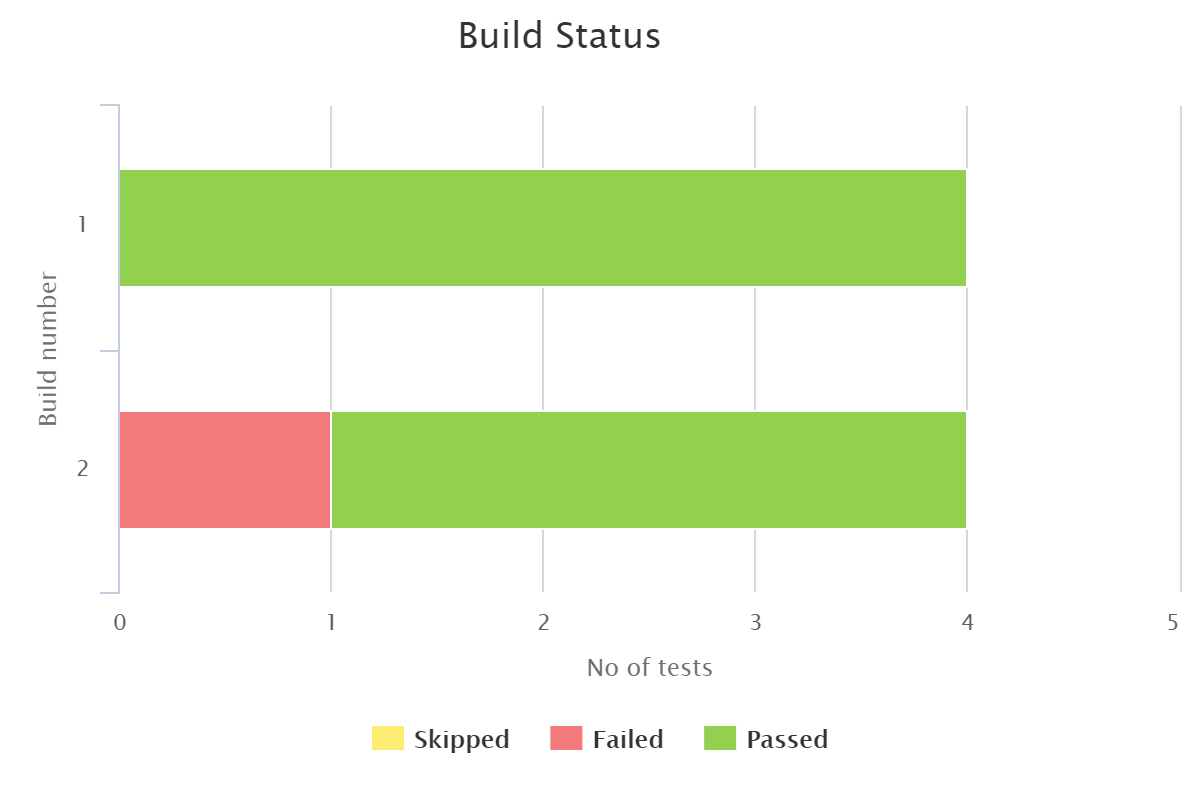 Build Status
Build number
1
2
0 1 2 3 4 5
No of tests
Skipped Failed Passed